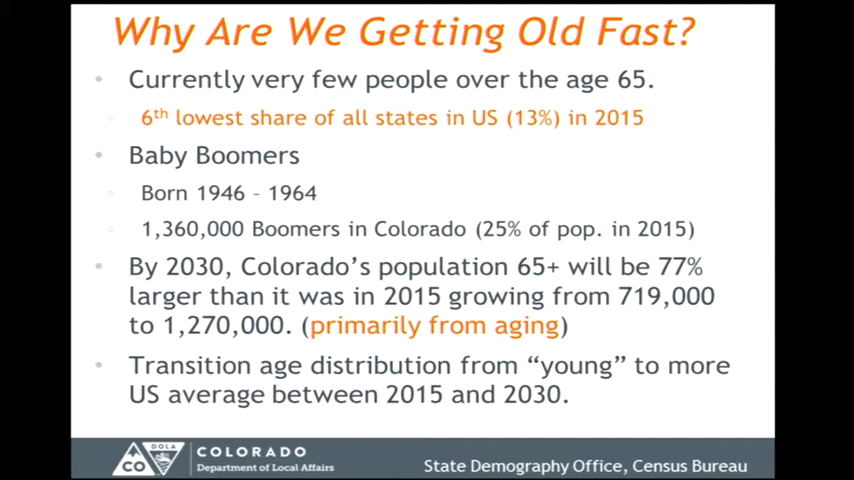 Why Are We Getting Old Fast?
• Currently very few people over the age 65.
6th lowest share of all states in US (13%) in 2015
• Baby Boomers
Born 1946 – 1964
1,360,000 Boomers in Colorado (25% of pop. in 2015)
• By 2030, Colorado's population 65+ will be 77%
larger than it was in 2015 growing from 719,000
to 1,270,000. (primarily from aging)
• Transition age distribution from “young” to more
US average between 2015 and 2030.
CO
DOLA
COLORADO
Department of Local Affairs
State Demography Office, Census Bureau